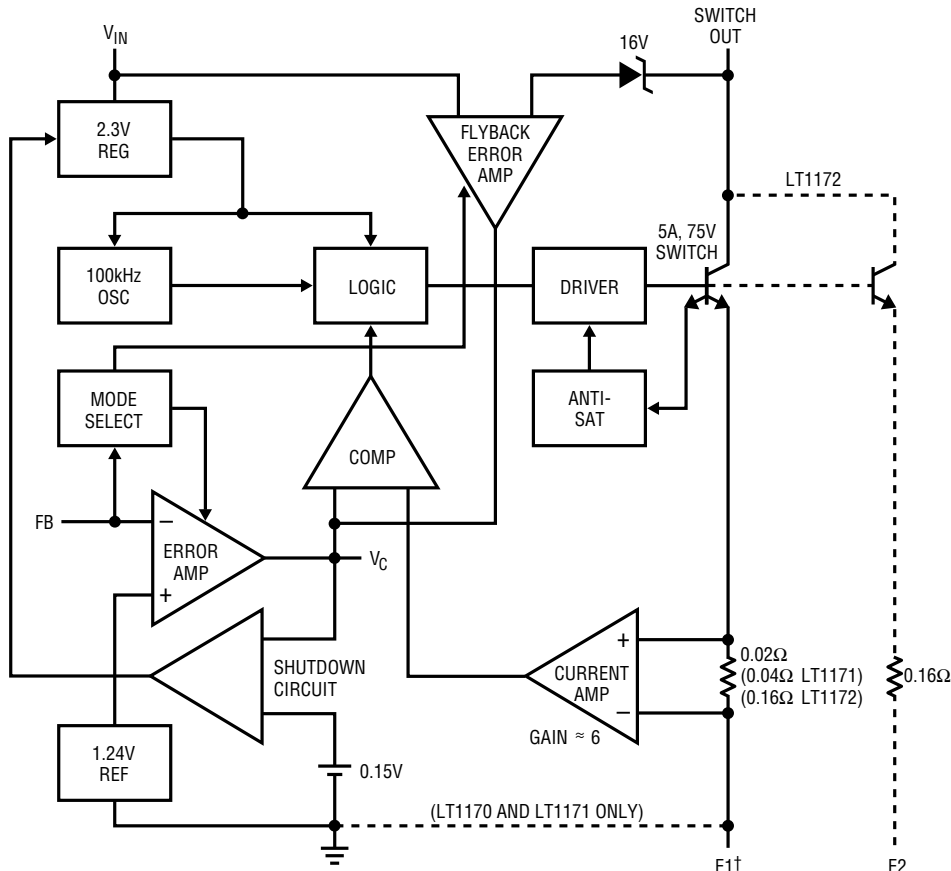 SWITCH
OUT
V_IN
16V
2.3V
REG
FLYBACK
ERROR
AMP
LT1172
5A, 75V
SWITCH
100kHz
OSC
LOGIC
DRIVER
MODE
SELECT
ANTI-
SAT
COMP
FB
−
ERROR
AMP
+
V_C
SHUTDOWN
CIRCUIT
+
CURRENT
AMP
−
GAIN ≈ 6
0.02Ω
(0.04Ω LT1171)
(0.16Ω LT1172)
0.16Ω
1.24V
REF
0.15V
(LT1170 AND LT1171 ONLY)
E1†
E2